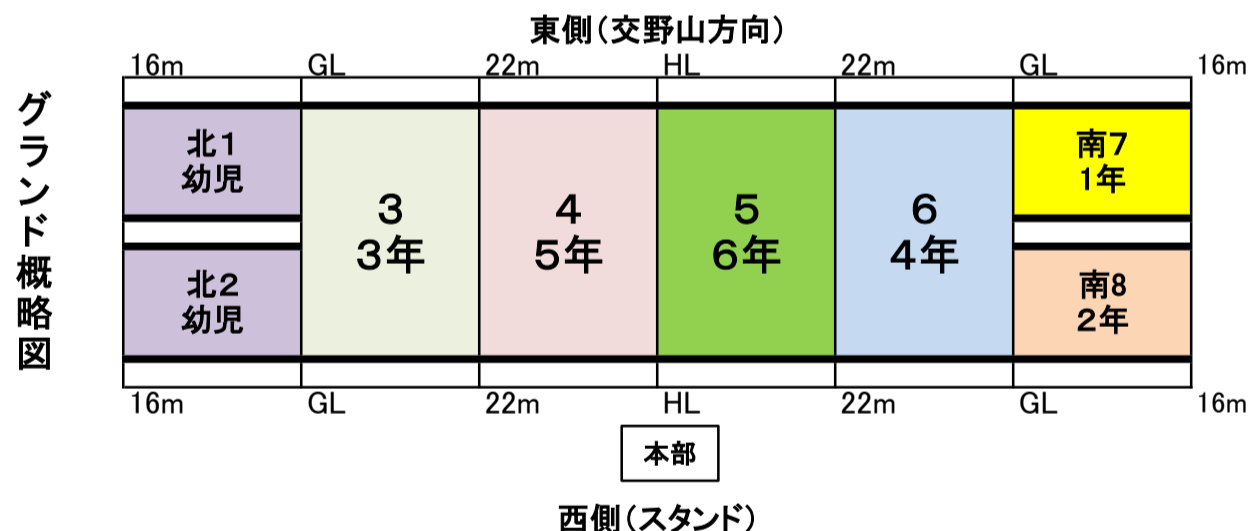 東側(交野山方向)
16m GL 22m HL 22m GL 16m
グランド概略図
北1
幼児
北2
幼児
3
3年
4
5年
5
6年
6
4年
南7
1年
南8
2年
16m GL 22m HL 22m GL 16m
本部
西側(スタンド)